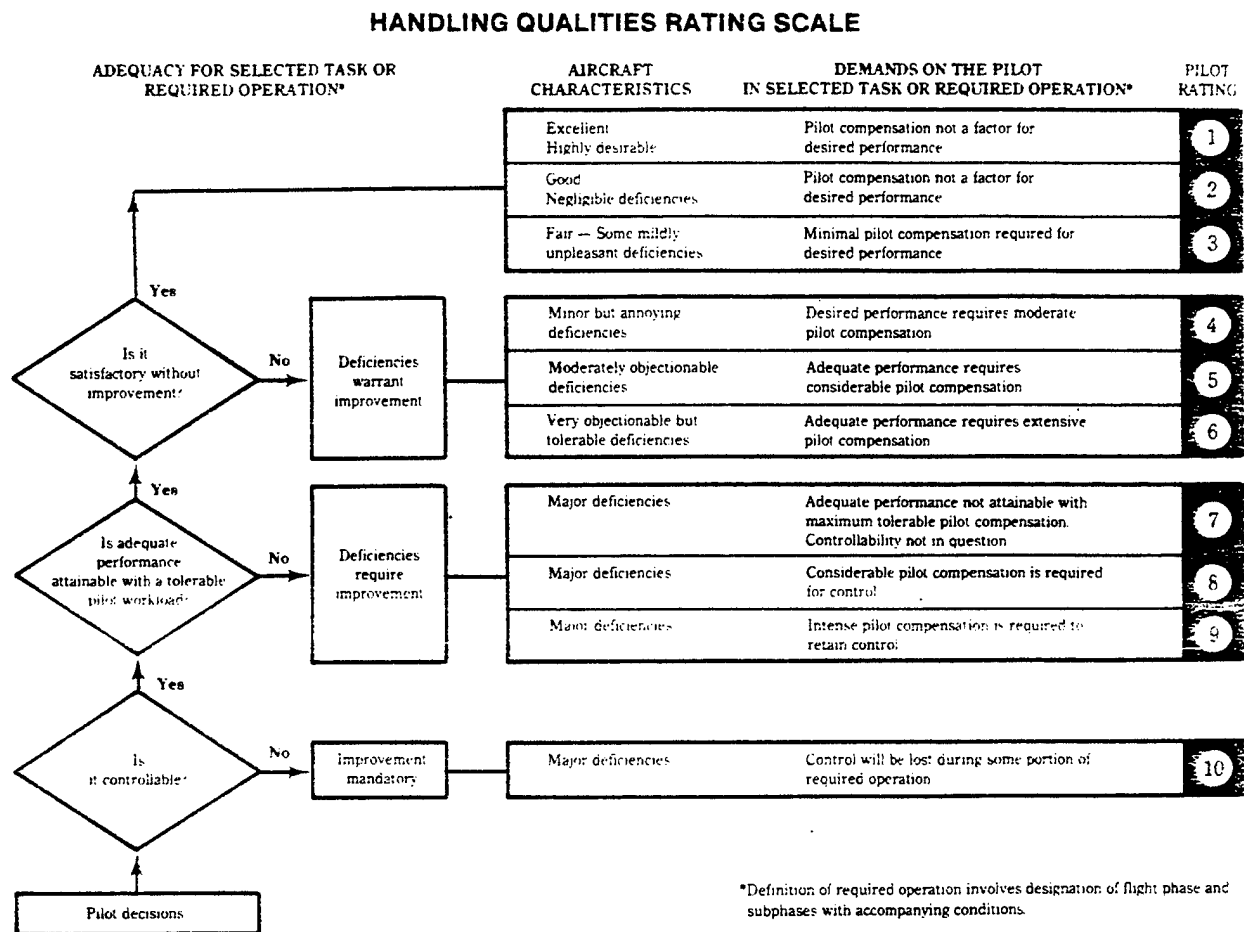 HANDLING QUALITIES RATING SCALE
ADEQUACY FOR SELECTED TASK OR
REQUIRED OPERATION*
AIRCRAFT
CHARACTERISTICS
DEMANDS ON THE PILOT
IN SELECTED TASK OR REQUIRED OPERATION*
PILOT
RATING
Excellent
Highly desirable
Pilot compensation not a factor for
desired performance
1
Good
Negligible deficiencies
Pilot compensation not a factor for
desired performance
2
Fair — Some mildly
unpleasant deficiencies
Minimal pilot compensation required for
desired performance
3
Yes
Is it
satisfactory without
improvement?
No
Deficiencies
warrant
improvement
Minor but annoying
deficiencies
Desired performance requires moderate
pilot compensation
4
Moderately objectionable
deficiencies
Adequate performance requires
considerable pilot compensation
5
Very objectionable but
tolerable deficiencies
Adequate performance requires extensive
pilot compensation
6
Yes
Is adequate
performance
attainable with a tolerable
pilot workload?
No
Deficiencies
require
improvement
Major deficiencies
Adequate performance not attainable with
maximum tolerable pilot compensation.
Controllability not in question
7
Major deficiencies
Considerable pilot compensation is required
for control
8
Major deficiencies
Intense pilot compensation is required to
retain control
9
Yes
Is
it controllable?
No
Improvement
mandatory
Major deficiencies
Control will be lost during some portion of
required operation
10
Pilot decisions
*Definition of required operation involves designation of flight phase and
subphases with accompanying conditions.